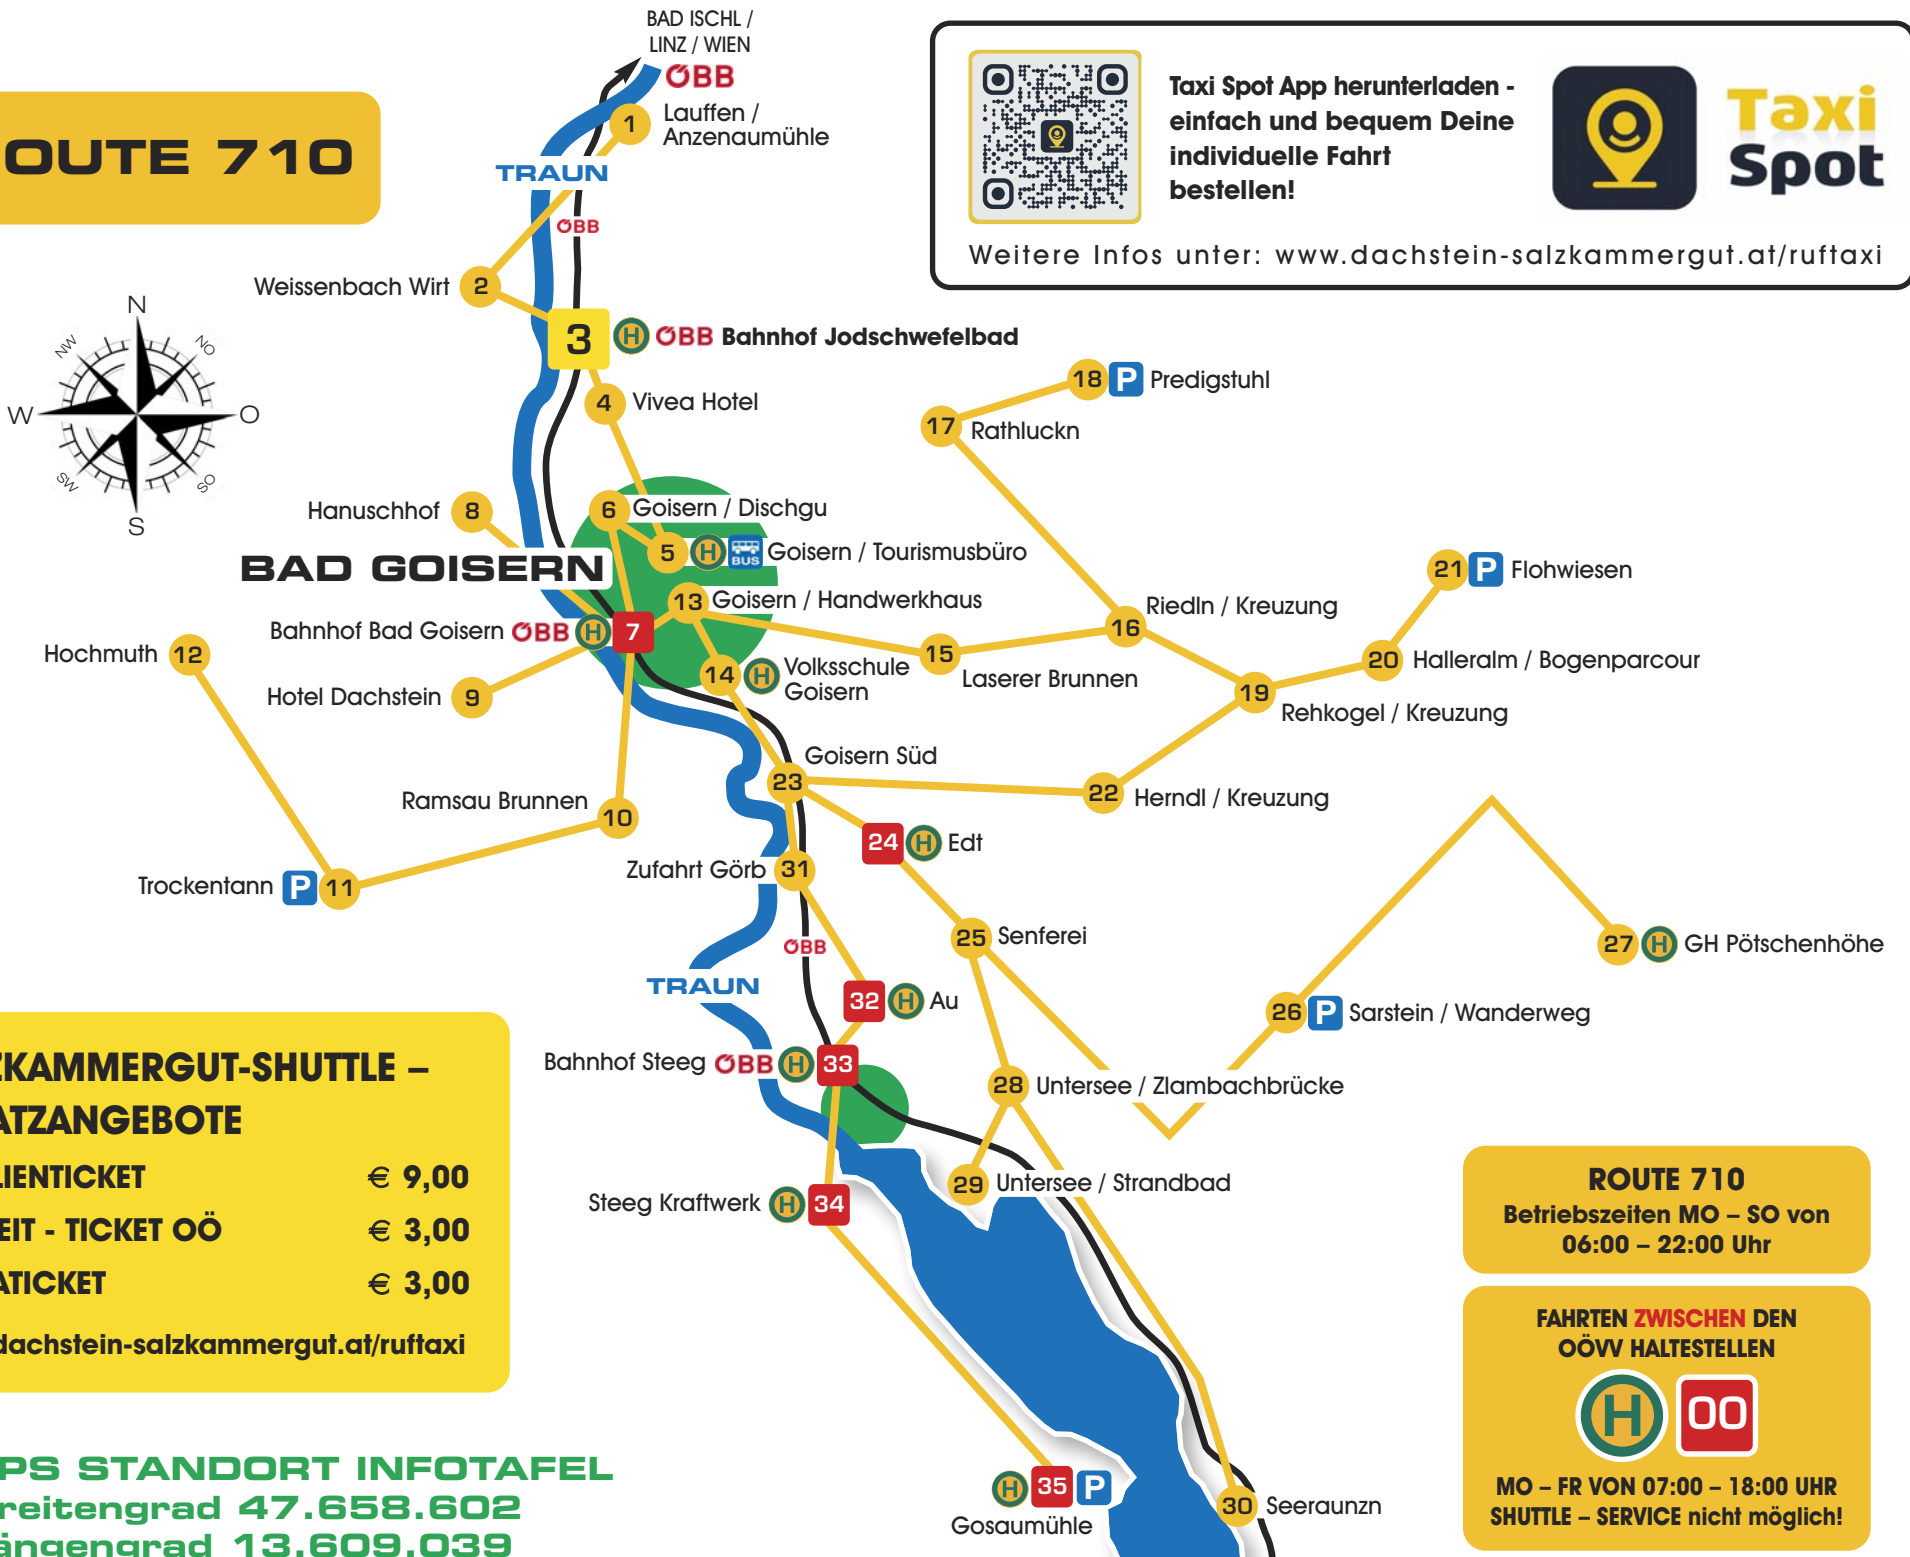 BAD ISCHL /
LINZ / WIEN
ÖBB
OUTE 710
1
Lauffen /
Anzenaumühle
TRAUN
ÖBB
Taxi Spot App herunterladen -
einfach und bequem Deine
individuelle Fahrt
bestellen!
Taxi
Spot
Weitere Infos unter: www.dachstein-salzkammergut.at/ruftaxi
Weissenbach Wirt 2
N
NW NO
W O
SW SO
S
3 H ÖBB Bahnhof Jodschwefelbad
4 Vivea Hotel
18 P Predigstuhl
17 Rathluckn
Hanuschhof 8
6 Goisern / Dischgu
5 H BUS Goisern / Tourismusbüro
BAD GOISERN
21 P Flohwiesen
13 Goisern / Handwerkhaus
Riedln / Kreuzung
16
Bahnhof Bad Goisern ÖBB H 7
Hochmuth 12
15
Laserer Brunnen
20 Halleralm / Bogenparcour
14 H Volksschule
Goisern
Hotel Dachstein 9
19
Rehkogel / Kreuzung
Goisern Süd
23
22 Herndl / Kreuzung
Ramsau Brunnen
10
24 H Edt
Zufahrt Görb 31
Trockentann P 11
25 Senferei
27 H GH Pötschenhöhe
ÖBB
TRAUN
32 H Au
26 P Sarstein / Wanderweg
Bahnhof Steeg ÖBB H 33
28 Untersee / Zlambachbrücke
29 Untersee / Strandbad
Steeg Kraftwerk H 34
ZKAMMERGUT-SHUTTLE –
ATZANGEBOTE
LIENTICKET € 9,00
EIT - TICKET OÖ € 3,00
ATICKET € 3,00
dachstein-salzkammergut.at/ruftaxi
ROUTE 710
Betriebszeiten MO – SO von
06:00 – 22:00 Uhr
FAHRTEN ZWISCHEN DEN
OÖVV HALTESTELLEN
H 00
MO – FR VON 07:00 – 18:00 UHR
SHUTTLE – SERVICE nicht möglich!
H 35 P
Gosaumühle
30 Seeraunzn
PS STANDORT INFOTAFEL
reitengrad 47.658.602
ängengrad 13.609.039